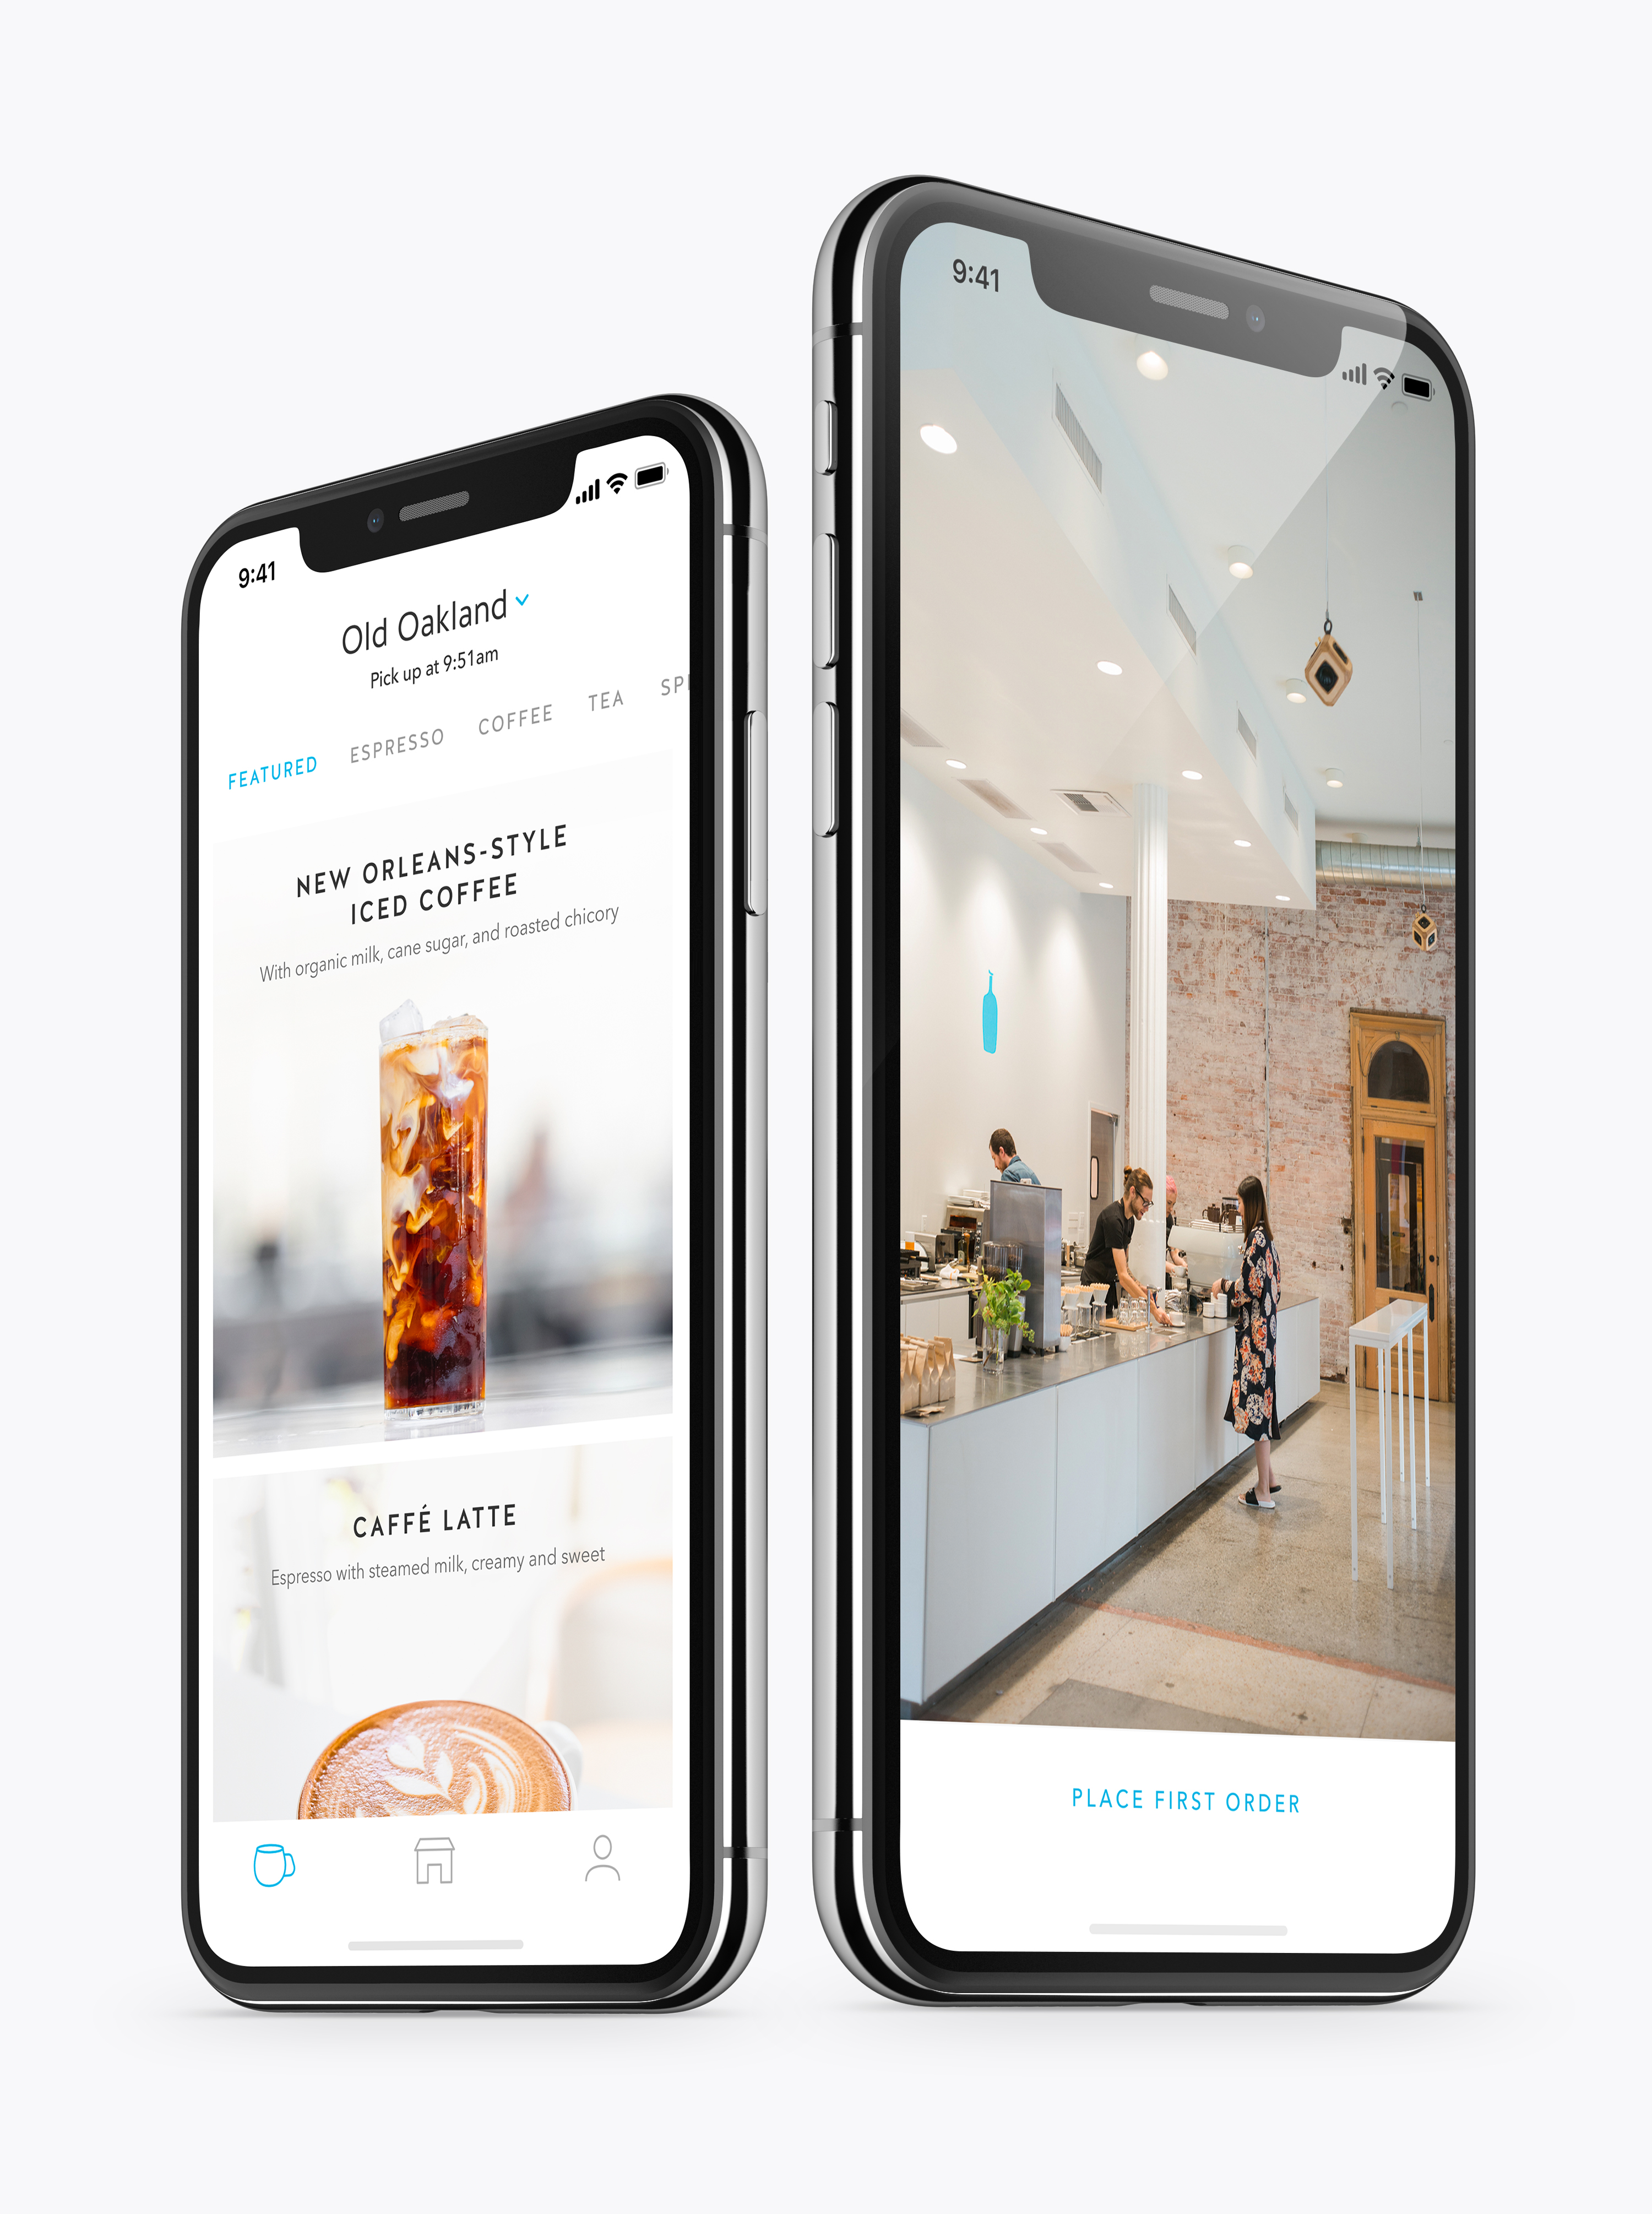 9:41
Old Oakland
Pick up at 9:51am
FEATURED ESPRESSO COFFEE TEA
NEW ORLEANS-STYLE
ICED COFFEE
With organic milk, cane sugar, and roasted chicory
CAFFÉ LATTE
Espresso with steamed milk, creamy and sweet
9:41
PLACE FIRST ORDER